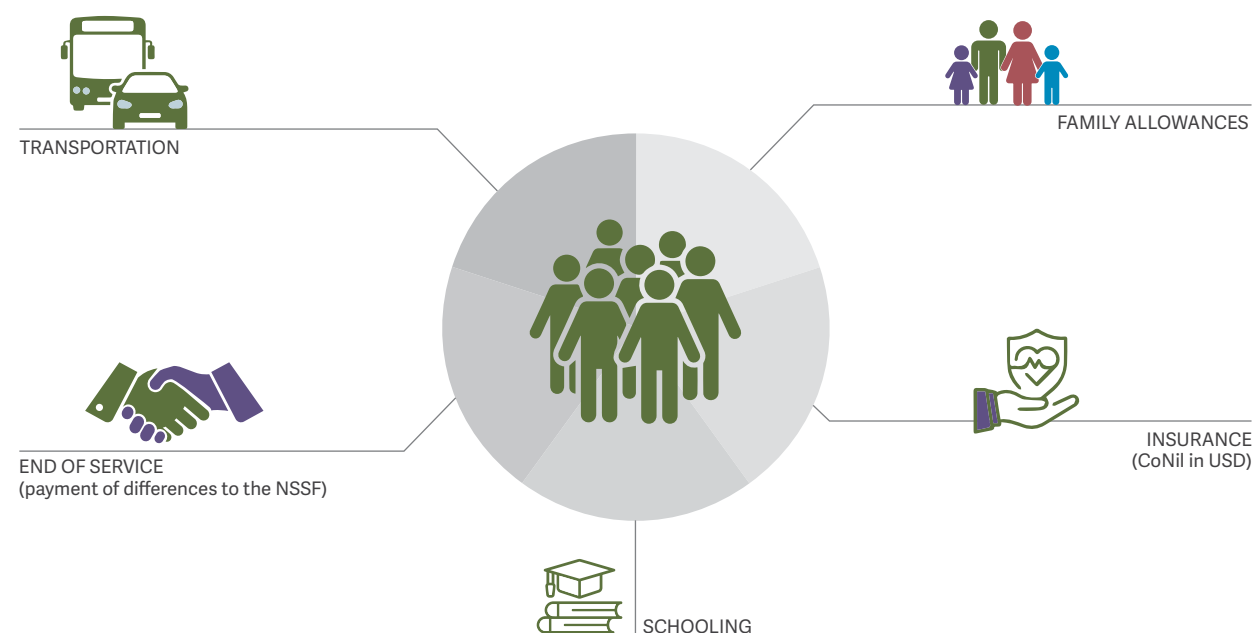 TRANSPORTATION
FAMILY ALLOWANCES
END OF SERVICE
(payment of differences to the NSSF)
INSURANCE
(CoNil in USD)
SCHOOLING